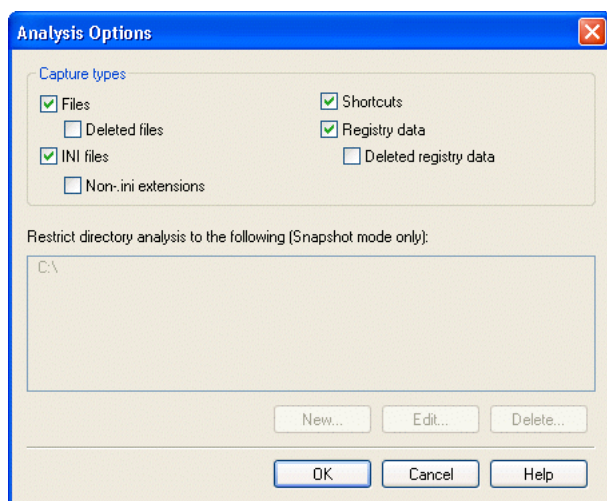 Analysis Options
Capture types
Files
Shortcuts
Deleted files
Registry data
INI files
Deleted registry data
Non-.ini extensions
Restrict directory analysis to the following (Snapshot mode only):
C:\
New... Edit... Delete...
OK Cancel Help